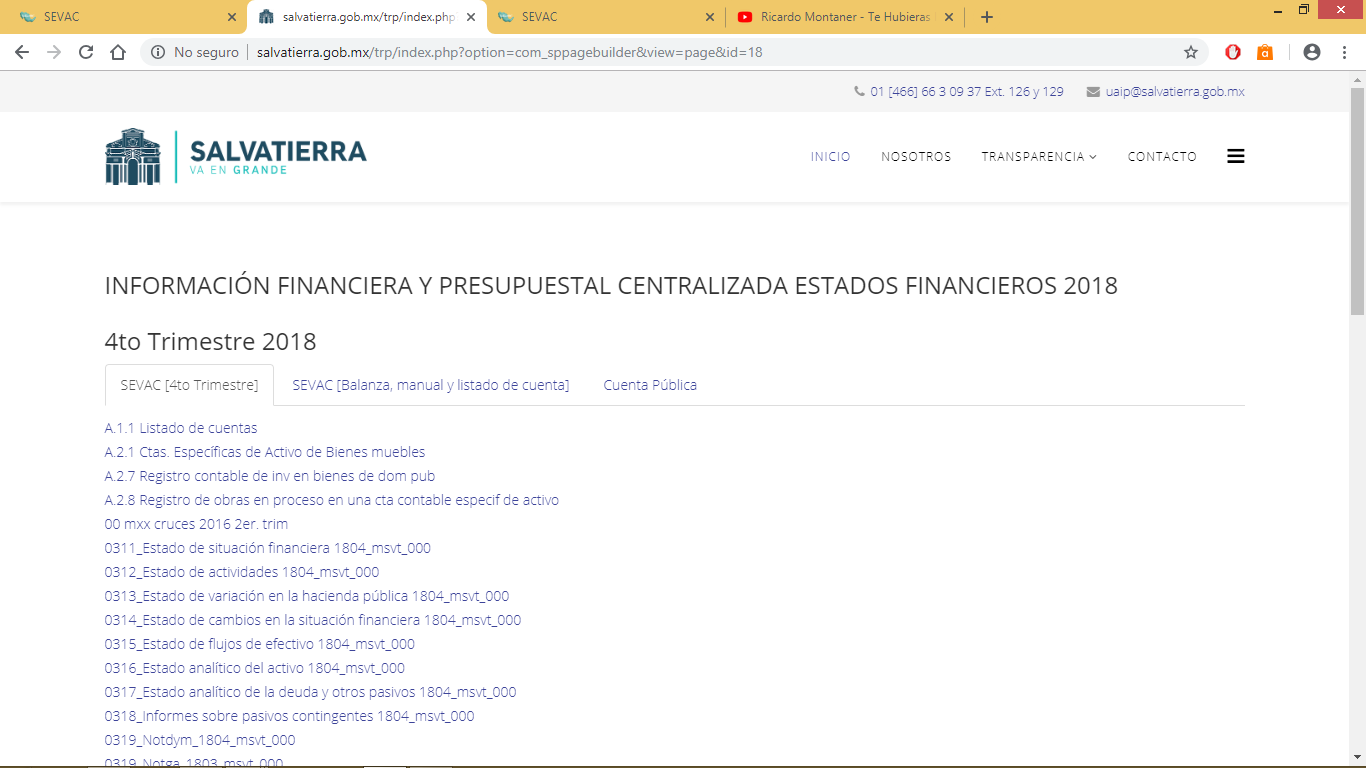 SEVAC
salvatierra.gob.mx/trp/index.php
SEVAC
Ricardo Montaner - Te Hubieras
No seguro
salvatierra.gob.mx/trp/index.php?option=com_sppagebuilder&view=page&id=18
01 [466] 66 3 09 37 Ext. 126 y 129
uaip@salvatierra.gob.mx
SALVATIERRA
VA EN GRANDE
INICIO
NOSOTROS
TRANSPARENCIA
CONTACTO
INFORMACIÓN FINANCIERA Y PRESUPUESTAL CENTRALIZADA ESTADOS FINANCIEROS 2018
4to Trimestre 2018
SEVAC [4to Trimestre]
SEVAC [Balanza, manual y listado de cuenta]
Cuenta Pública
A.1.1 Listado de cuentas
A.2.1 Ctas. Específicas de Activo de Bienes muebles
A.2.7 Registro contable de inv en bienes de dom pub
A.2.8 Registro de obras en proceso en una cta contable especif de activo
00 mxx cruces 2016 2er. trim
0311_Estado de situación financiera 1804_msvt_000
0312_Estado de actividades 1804_msvt_000
0313_Estado de variación en la hacienda pública 1804_msvt_000
0314_Estado de cambios en la situación financiera 1804_msvt_000
0315_Estado de flujos de efectivo 1804_msvt_000
0316_Estado analítico del activo 1804_msvt_000
0317_Estado analítico de la deuda y otros pasivos 1804_msvt_000
0318_Informes sobre pasivos contingentes 1804_msvt_000
0319_Notdym_1804_msvt_000
0319_Notga_1803_msvt_000